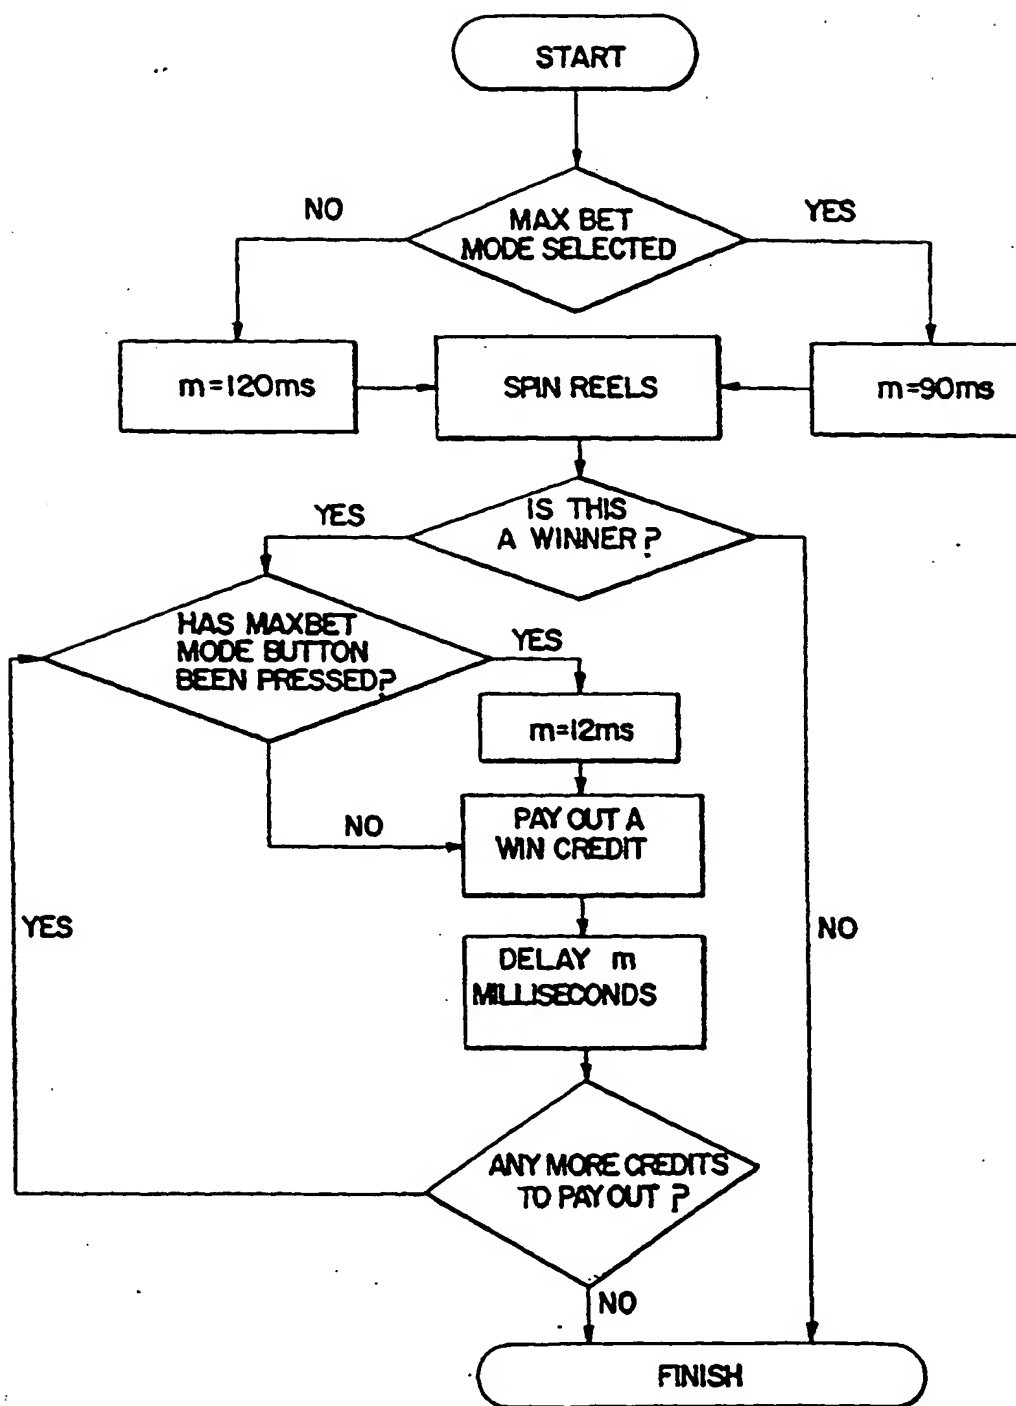 START
MAX BET
MODE SELECTED
NO
YES
m=120ms
SPIN REELS
m=90ms
IS THIS
A WINNER?
YES
HAS MAXBET
MODE BUTTON
BEEN PRESSED?
YES
m=12ms
NO
PAY OUT A
WIN CREDIT
YES
NO
DELAY m
MILLISECONDS
ANY MORE CREDITS
TO PAY OUT ?
NO
FINISH